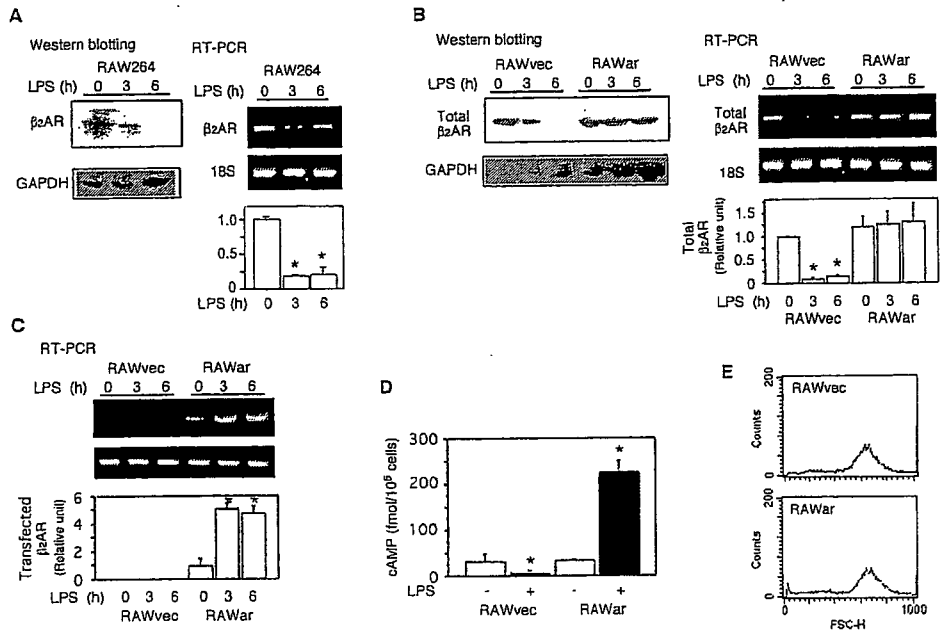 A
Western blotting
RAW264
LPS (h) 0 3 6
β2AR
GAPDH
RT-PCR
RAW264
LPS (h) 0 3 6
β2AR
18S
1.0
0.5
0
* *
LPS (h) 0 3 6
B
Western blotting
RAWvec RAWar
LPS (h) 0 3 6 0 3 6
Total
β2AR
GAPDH
RT-PCR
RAWvec RAWar
LPS (h) 0 3 6 0 3 6
Total
β2AR
18S
Total
β2AR
(Relative unit)
1.5
1.0
0.5
0
* *
LPS (h) 0 3 6 0 3 6
RAWvec RAWar
C
RT-PCR
RAWvec RAWar
LPS (h) 0 3 6 0 3 6
Transfected
β2AR
(Relative unit)
6
4
2
0
* *
LPS (h) 0 3 6 0 3 6
RAWvec RAWar
D
cAMP (fmol/10⁶ cells)
300
200
100
0
* *
LPS - + - +
RAWvec RAWar
E
200
Counts
0
RAWvec
200
Counts
0
RAWar
0 1000
FSC-H